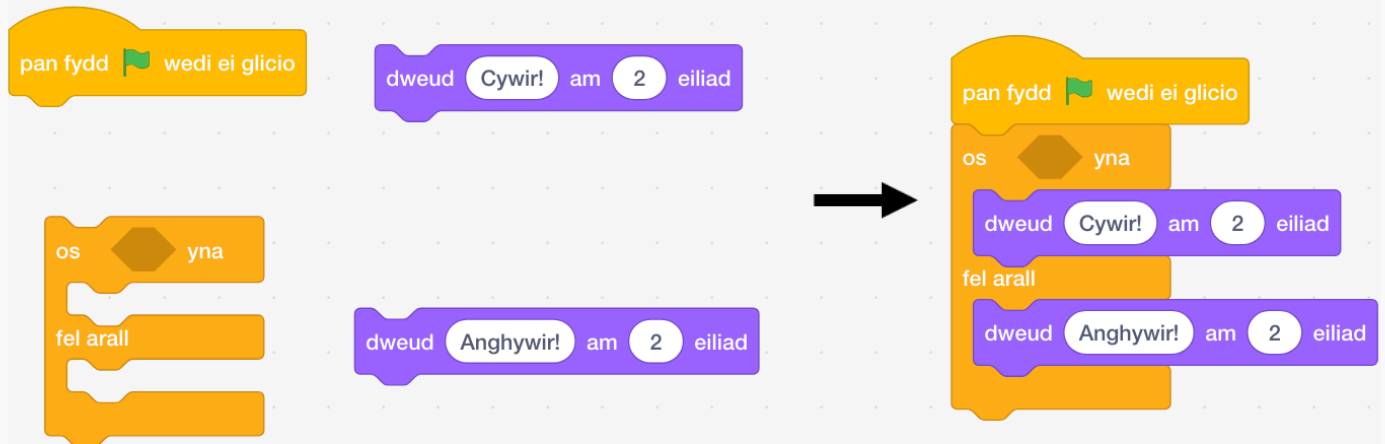 pan fydd wedi ei glicio
dweud Cywir! am 2 eiliad
os yna
fel arall
dweud Anghywir! am 2 eiliad
pan fydd wedi ei glicio
os yna
dweud Cywir! am 2 eiliad
fel arall
dweud Anghywir! am 2 eiliad